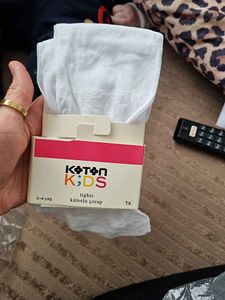 KOTON
KIDS
tights
külotlu çorap
3-4 yaş
1x